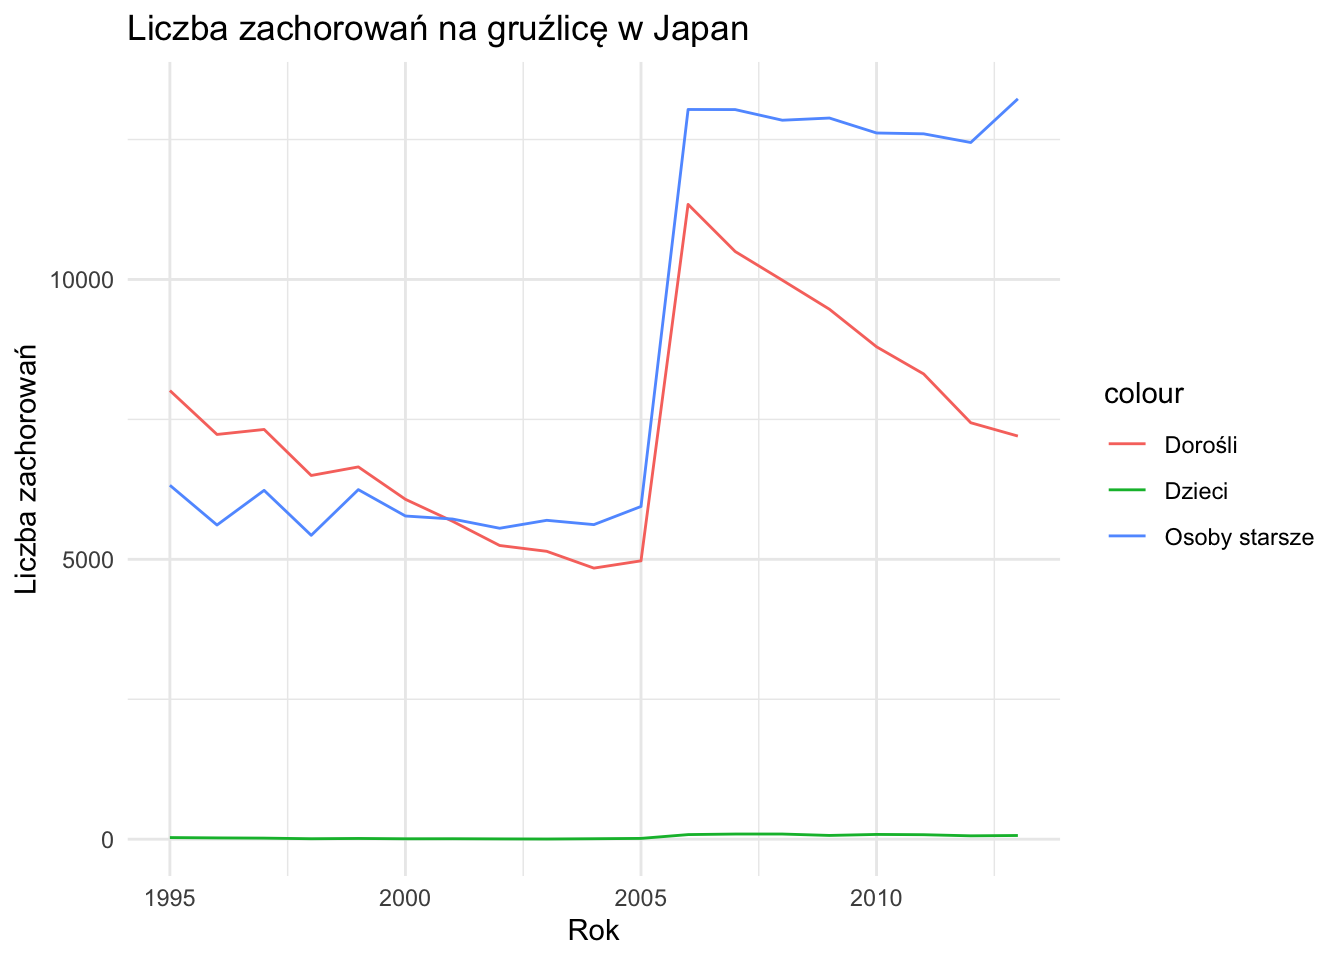 Liczba zachorowań na gruźlicę w Japan
Liczba zachorowań
10000
5000
0
1995
2000
2005
2010
Rok
colour
Dorośli
Dzieci
Osoby starsze